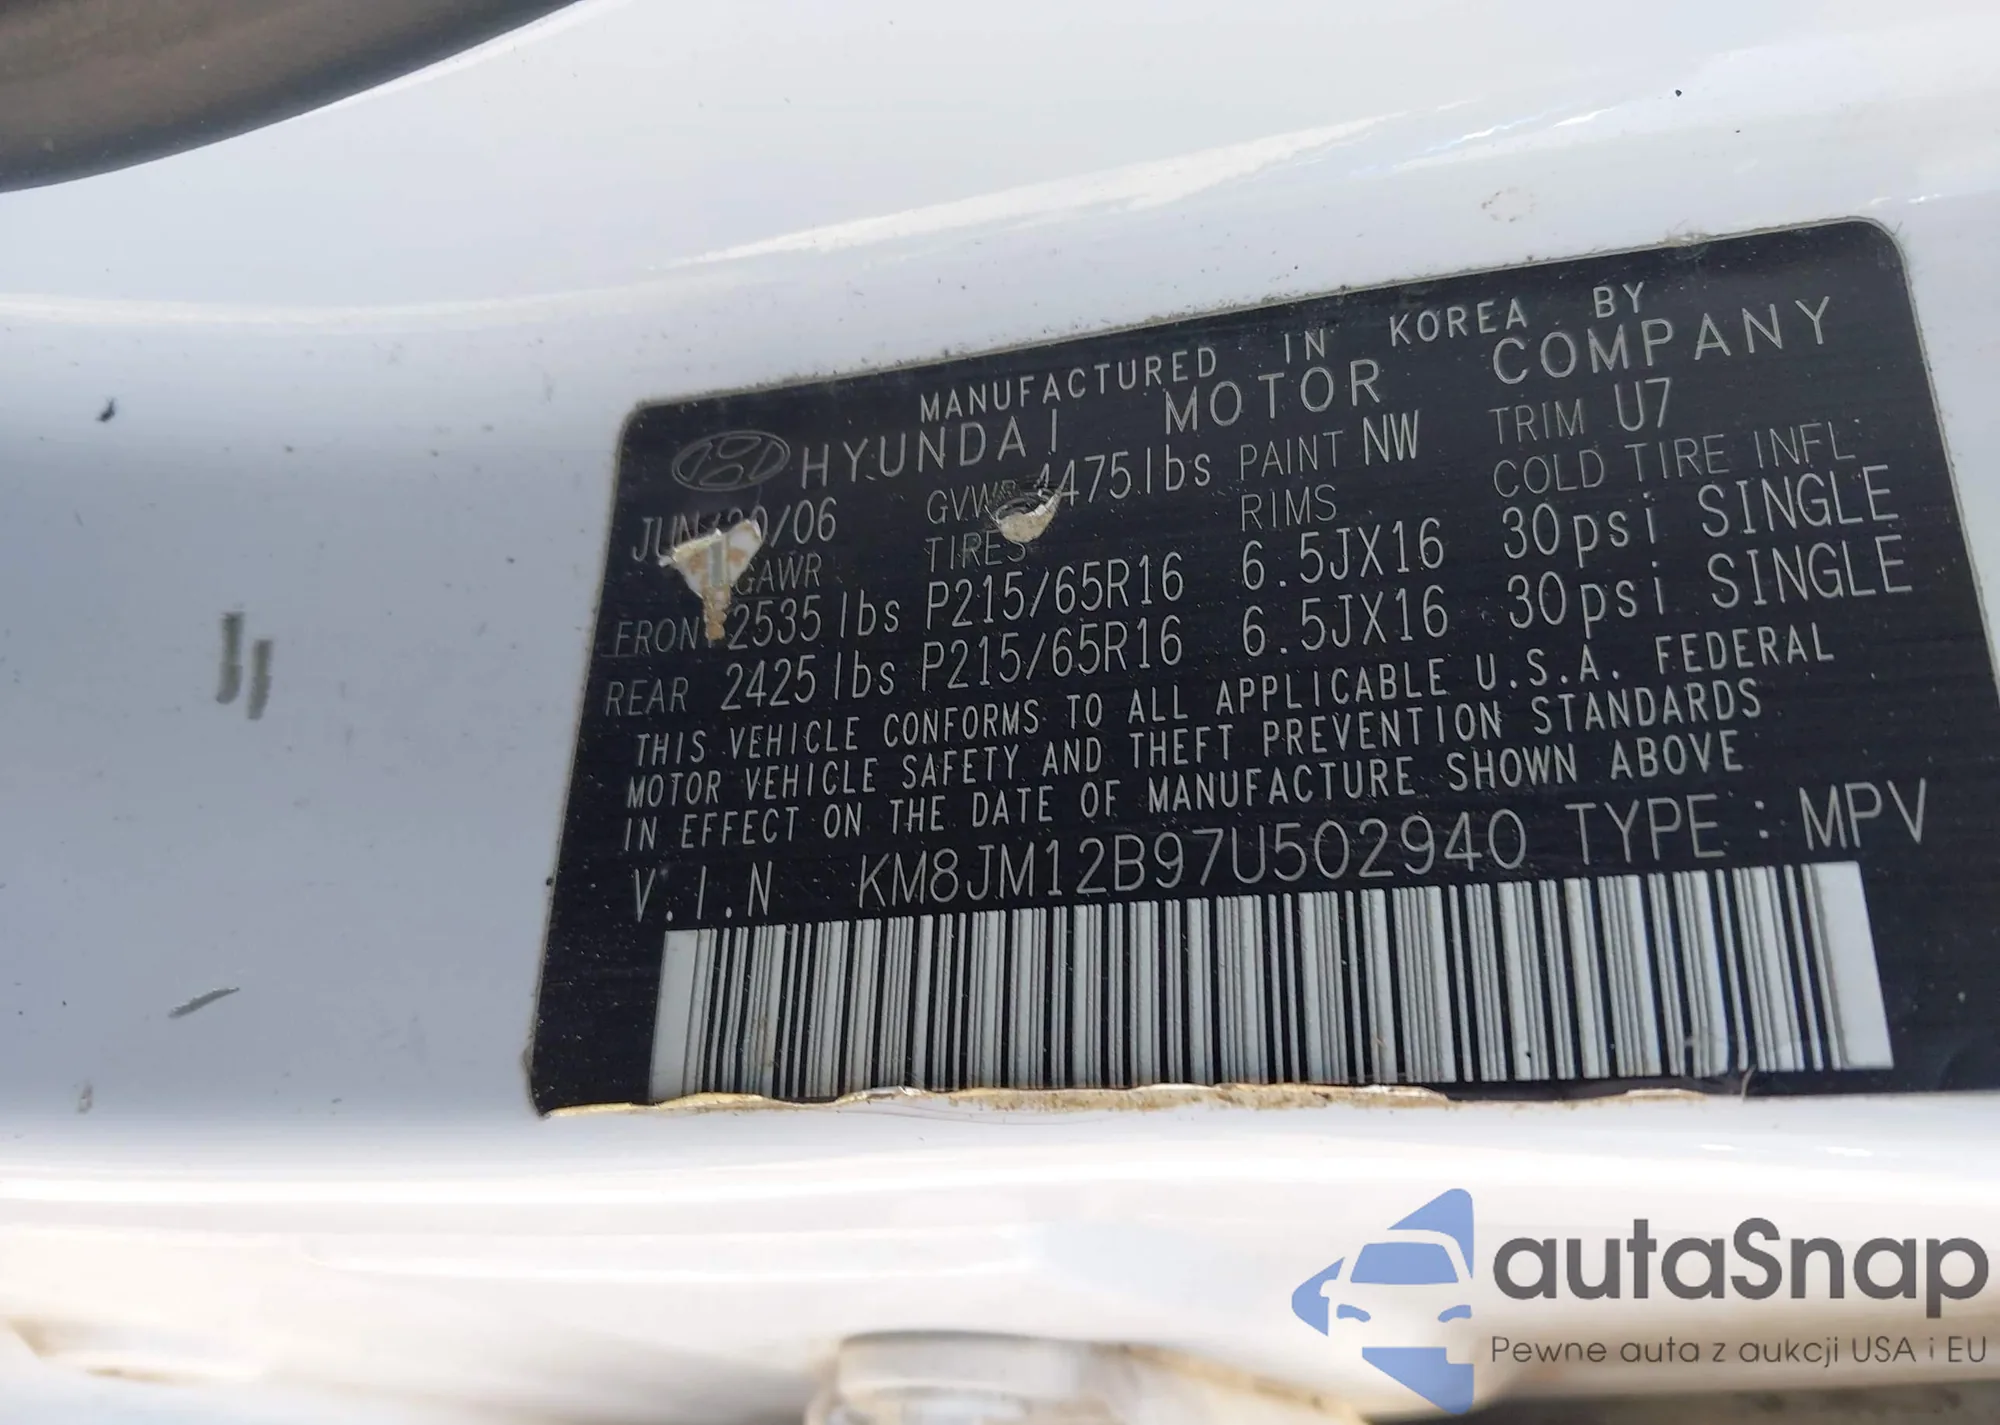 MANUFACTURED IN KOREA BY
HYUNDAI MOTOR COMPANY
/06 4475lbs PAINT NW TRIM U7
GAWR TIRES RIMS COLD TIRE INFL
FRONT 2535lbs P215/65R16 6.5JX16 30psi SINGLE
REAR 2425lbs P215/65R16 6.5JX16 30psi SINGLE
THIS VEHICLE CONFORMS TO ALL APPLICABLE U.S.A. FEDERAL
MOTOR VEHICLE SAFETY AND THEFT PREVENTION STANDARDS
IN EFFECT ON THE DATE OF MANUFACTURE SHOWN ABOVE
V.I.N KM8JM12B97U502940 TYPE : MPV
autaSnap
Pewne auta z aukcji USA i EU